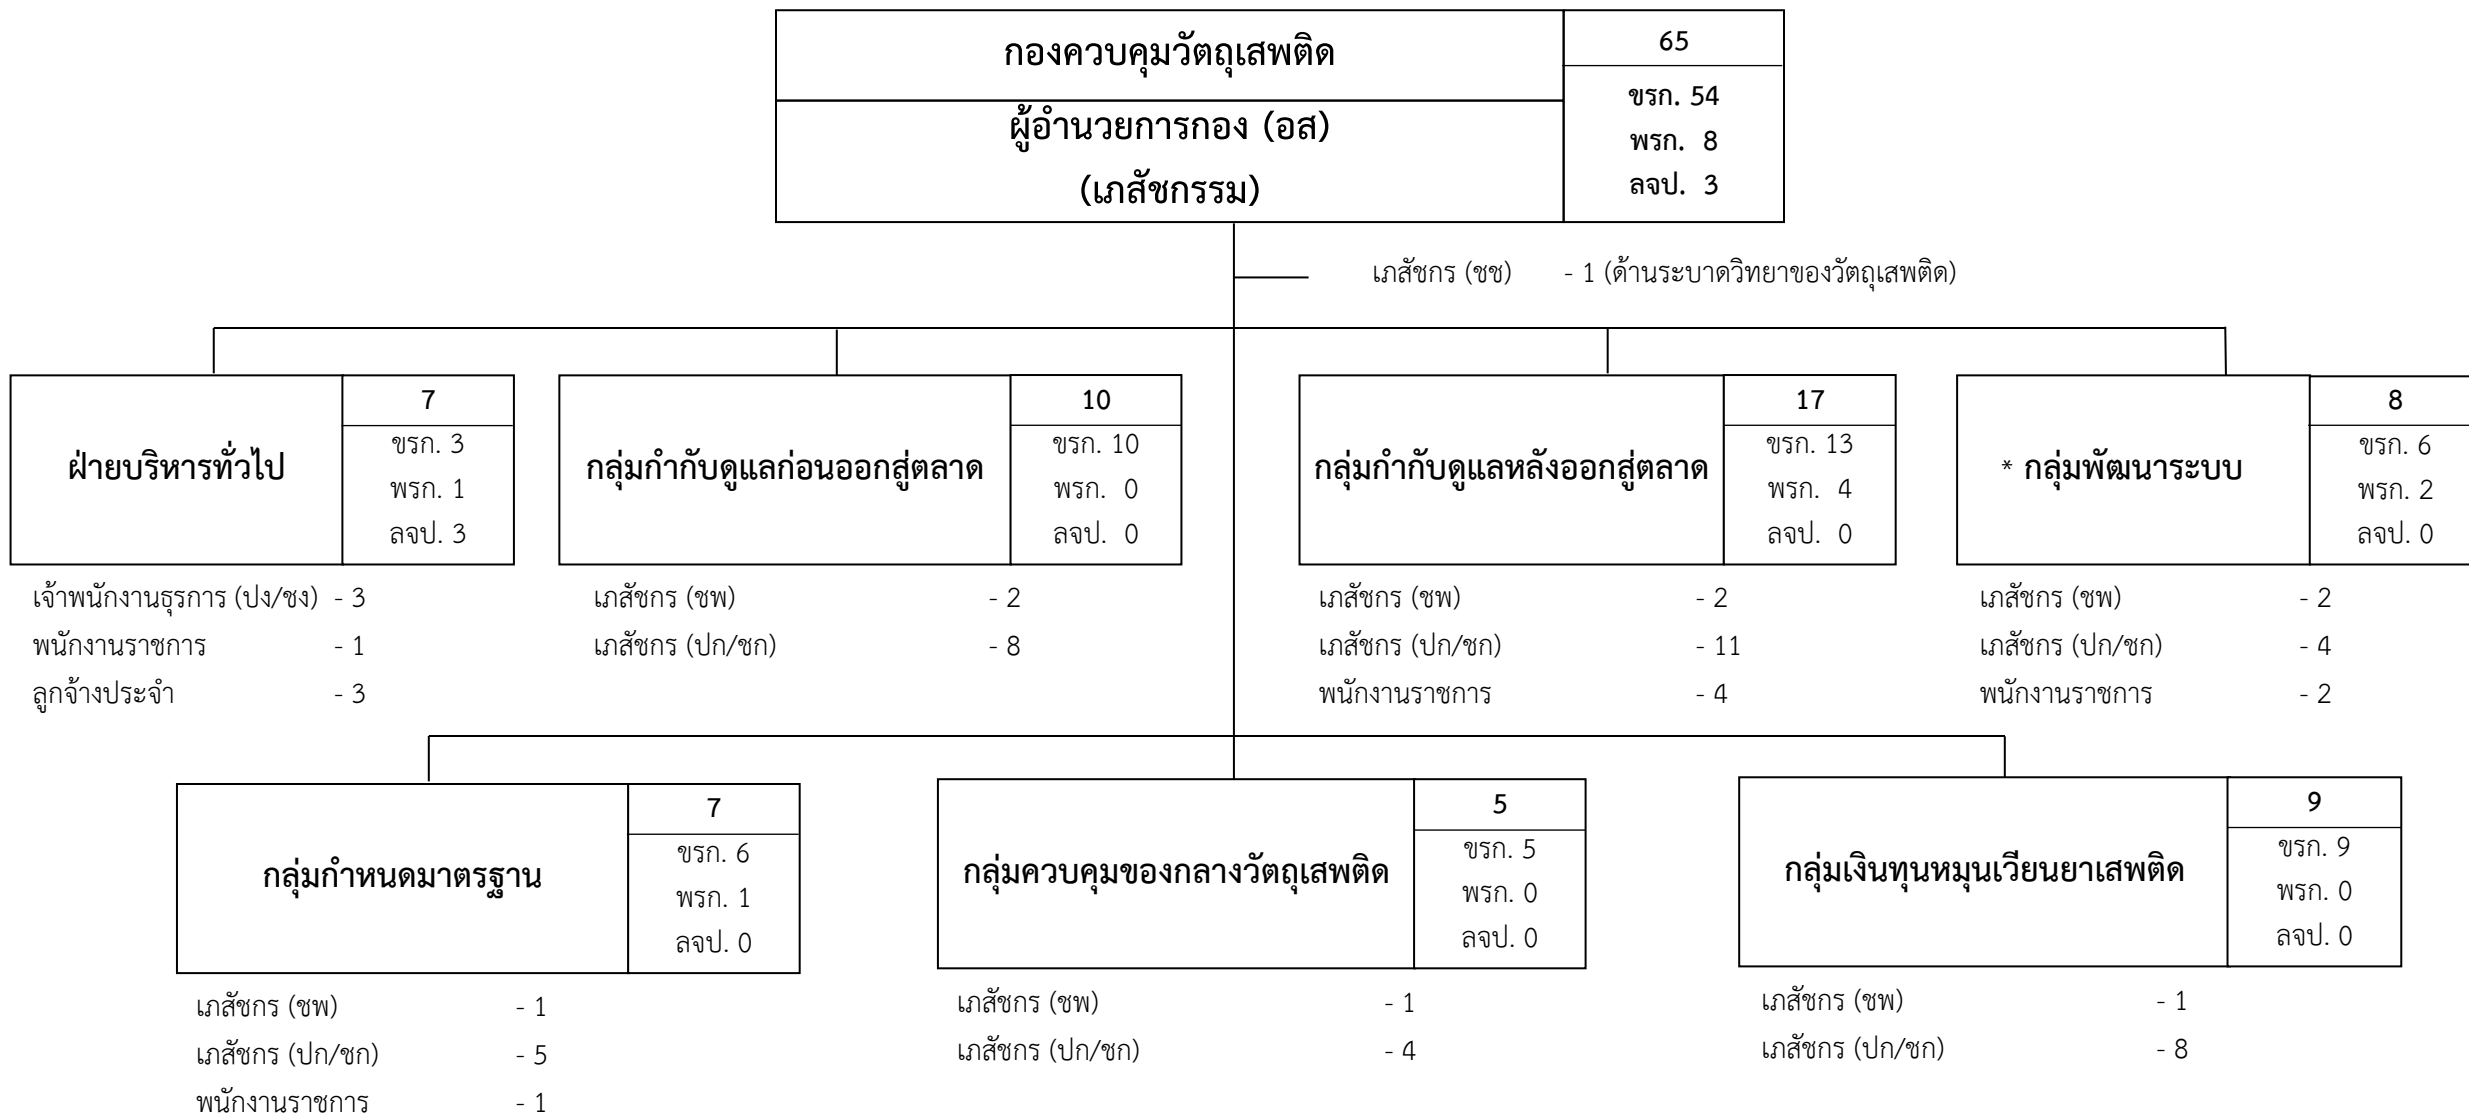 กองควบคุมวัตถุเสพติด
ผู้อำนวยการกอง (อส)
(เภสัชกรรม)
65
ขรก. 54
พรก. 8
ลจป. 3
เภสัชกร (ชช) - 1 (ด้านระบาดวิทยาของวัตถุเสพติด)
ฝ่ายบริหารทั่วไป
7
ขรก. 3
พรก. 1
ลจป. 3
เจ้าพนักงานธุรการ (ปง/ชง) - 3
พนักงานราชการ - 1
ลูกจ้างประจำ - 3
กลุ่มกำกับดูแลก่อนออกสู่ตลาด
10
ขรก. 10
พรก. 0
ลจป. 0
เภสัชกร (ชพ) - 2
เภสัชกร (ปก/ชก) - 8
กลุ่มกำกับดูแลหลังออกสู่ตลาด
17
ขรก. 13
พรก. 4
ลจป. 0
เภสัชกร (ชพ) - 2
เภสัชกร (ปก/ชก) - 11
พนักงานราชการ - 4
* กลุ่มพัฒนาระบบ
8
ขรก. 6
พรก. 2
ลจป. 0
เภสัชกร (ชพ) - 2
เภสัชกร (ปก/ชก) - 4
พนักงานราชการ - 2
กลุ่มกำหนดมาตรฐาน
7
ขรก. 6
พรก. 1
ลจป. 0
เภสัชกร (ชพ) - 1
เภสัชกร (ปก/ชก) - 5
พนักงานราชการ - 1
กลุ่มควบคุมของกลางวัตถุเสพติด
5
ขรก. 5
พรก. 0
ลจป. 0
เภสัชกร (ชพ) - 1
เภสัชกร (ปก/ชก) - 4
กลุ่มเงินทุนหมุนเวียนยาเสพติด
9
ขรก. 9
พรก. 0
ลจป. 0
เภสัชกร (ชพ) - 1
เภสัชกร (ปก/ชก) - 8